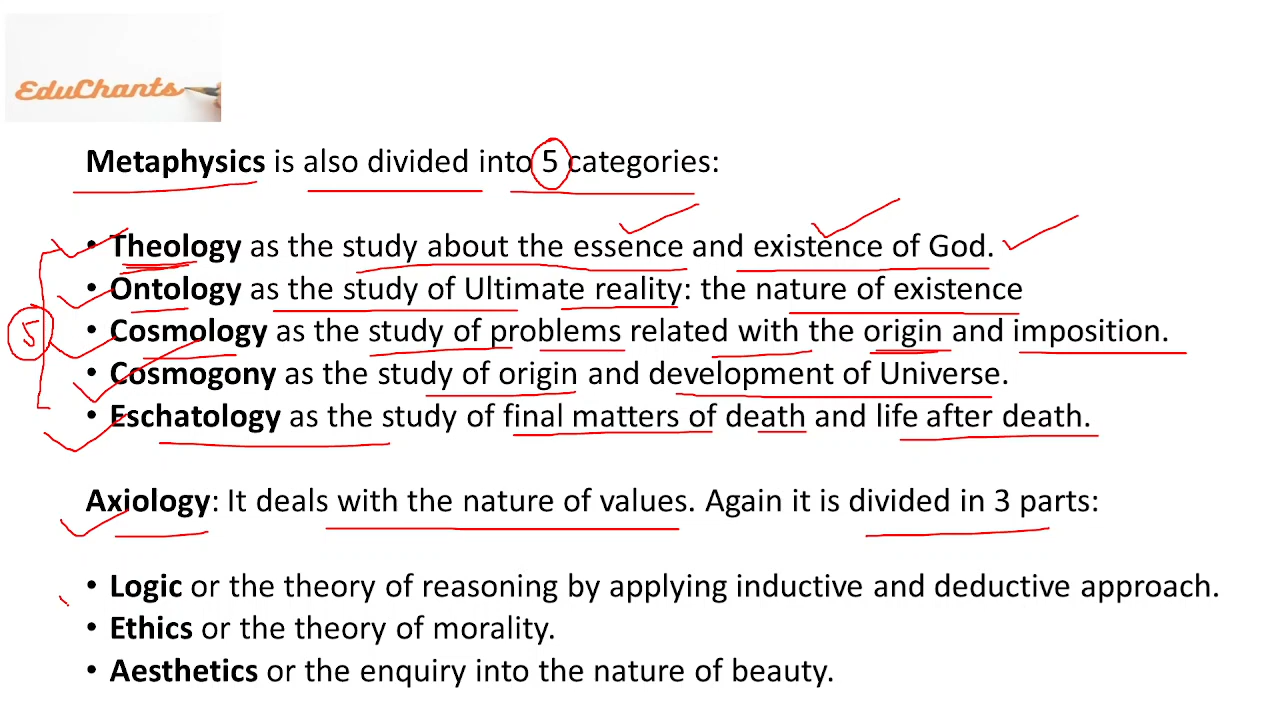 EduChants
Metaphysics is also divided into 5 categories:
• Theology as the study about the essence and existence of God.
• Ontology as the study of Ultimate reality: the nature of existence
• Cosmology as the study of problems related with the origin and imposition.
• Cosmogony as the study of origin and development of Universe.
• Eschatology as the study of final matters of death and life after death.
5
Axiology: It deals with the nature of values. Again it is divided in 3 parts:
• Logic or the theory of reasoning by applying inductive and deductive approach.
• Ethics or the theory of morality.
• Aesthetics or the enquiry into the nature of beauty.